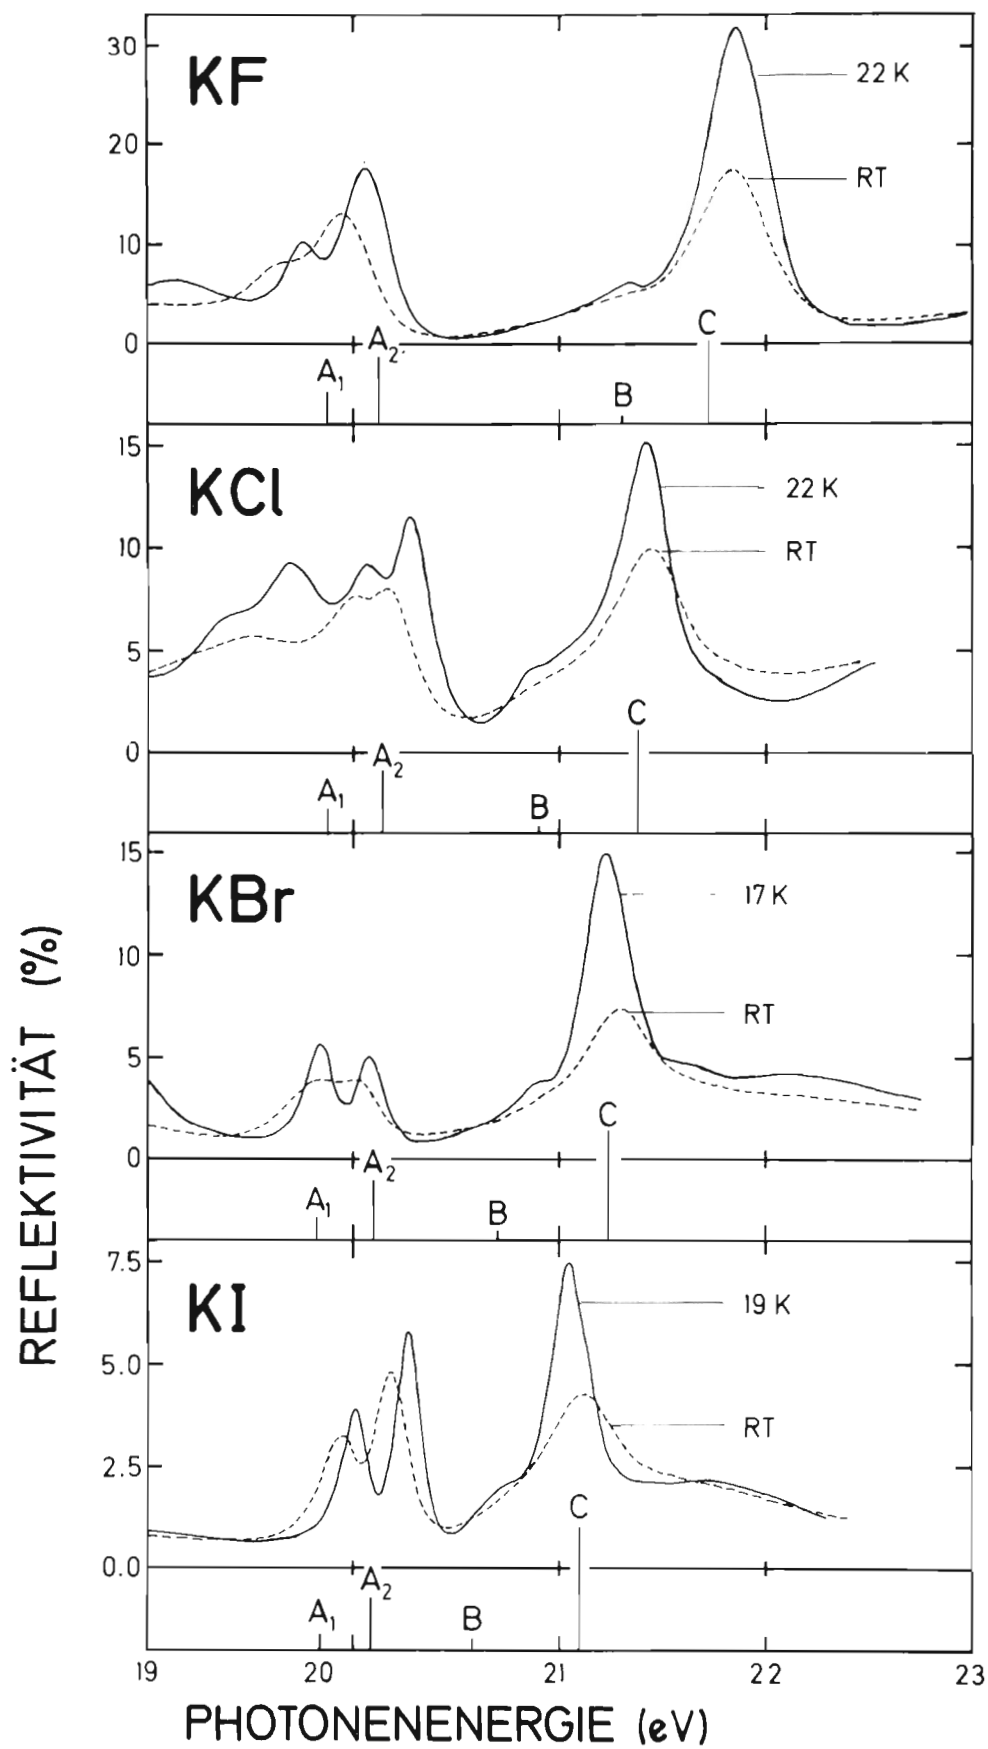 30
KF
22 K
20
RT
10
0
A₂
C
A₁
B
15
KCl
22 K
10
RT
5
C
0
A₂
A₁
B
15
KBr
17 K
10
RT
5
C
0
A₂
A₁
B
7.5
KI
19 K
5.0
RT
2.5
C
0.0
A₂
A₁
B
19 20 21 22 23
PHOTONENENERGIE (eV)
REFLEKTIVITÄT (%)